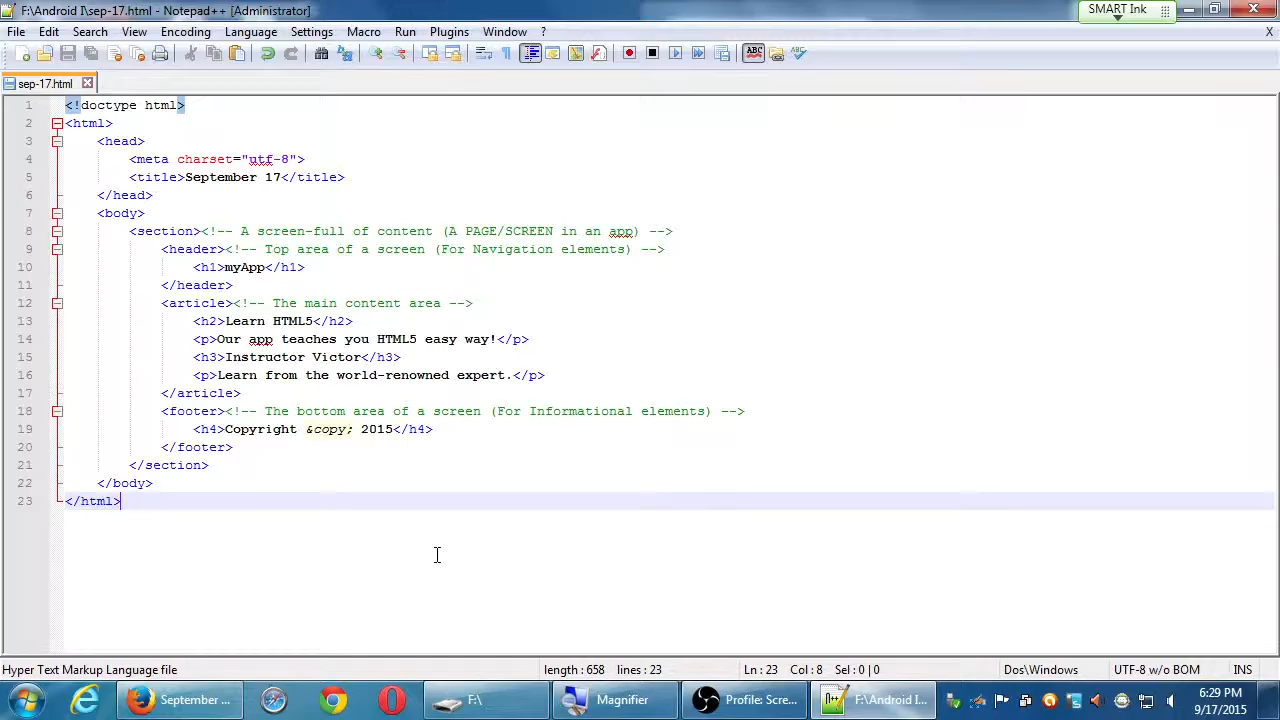 F:\Android I\sep-17.html - Notepad++ [Administrator]
SMART Ink
File Edit Search View Encoding Language Settings Macro Run Plugins Window ? X
ABC ABC
sep-17.html
1 <!doctype html>
2 <html>
3 <head>
4 <meta charset="utf-8">
5 <title>September 17</title>
6 </head>
7 <body>
8 <section><!-- A screen-full of content (A PAGE/SCREEN in an app) -->
9 <header><!-- Top area of a screen (For Navigation elements) -->
10 <h1>myApp</h1>
11 </header>
12 <article><!-- The main content area -->
13 <h2>Learn HTML5</h2>
14 <p>Our app teaches you HTML5 easy way!</p>
15 <h3>Instructor Victor</h3>
16 <p>Learn from the world-renowned expert.</p>
17 </article>
18 <footer><!-- The bottom area of a screen (For Informational elements) -->
19 <h4>Copyright &copy; 2015</h4>
20 </footer>
21 </section>
22 </body>
23 </html>
Hyper Text Markup Language file length : 658 lines : 23 Ln : 23 Col : 8 Sel : 0 | 0 Dos\Windows UTF-8 w/o BOM INS
September ... F:\ Magnifier Profile: Scre... F:\Android I... 6:29 PM
9/17/2015